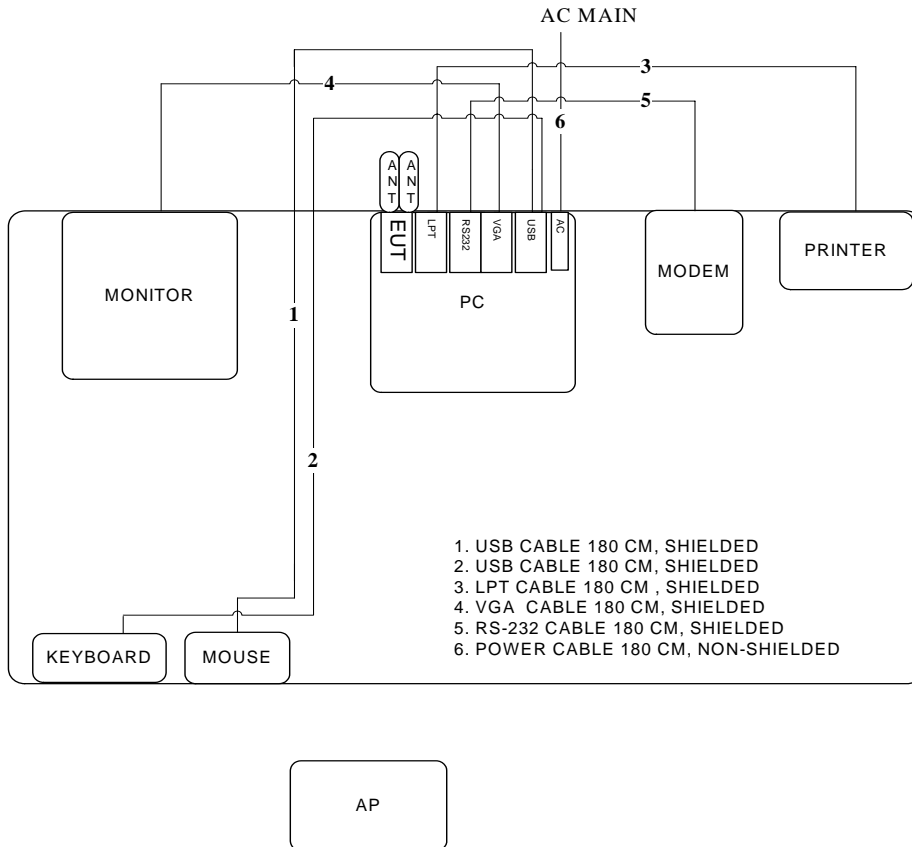 AC MAIN
3
4
5
6
ANT
ANT
EUT
LPT
RS232
VGA
USB
AC
MONITOR
PC
MODEM
PRINTER
1
2
1. USB CABLE 180 CM, SHIELDED
2. USB CABLE 180 CM, SHIELDED
3. LPT CABLE 180 CM , SHIELDED
4. VGA CABLE 180 CM, SHIELDED
5. RS-232 CABLE 180 CM, SHIELDED
6. POWER CABLE 180 CM, NON-SHIELDED
KEYBOARD
MOUSE
AP